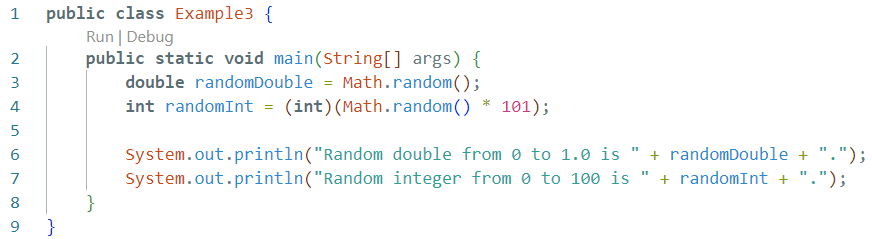 1 public class Example3 {
Run | Debug
2 public static void main(String[] args) {
3 double randomDouble = Math.random();
4 int randomInt = (int)(Math.random() * 101);
5
6 System.out.println("Random double from 0 to 1.0 is " + randomDouble + ".");
7 System.out.println("Random integer from 0 to 100 is " + randomInt + ".");
8 }
9 }